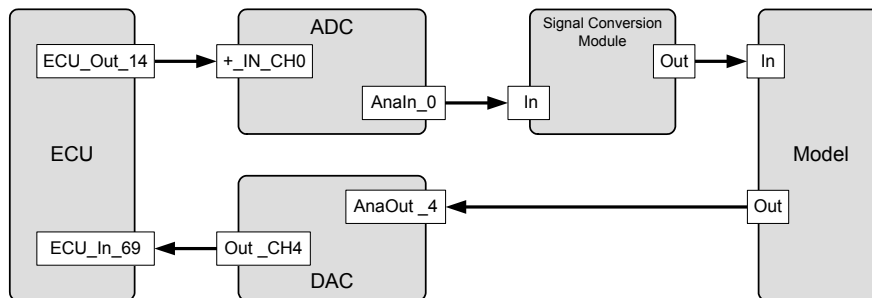 ADC
Signal Conversion
Module
ECU_Out_14
+_IN_CH0
Out
In
AnaIn_0
In
ECU
Model
AnaOut _4
Out
ECU_In_69
Out _CH4
DAC